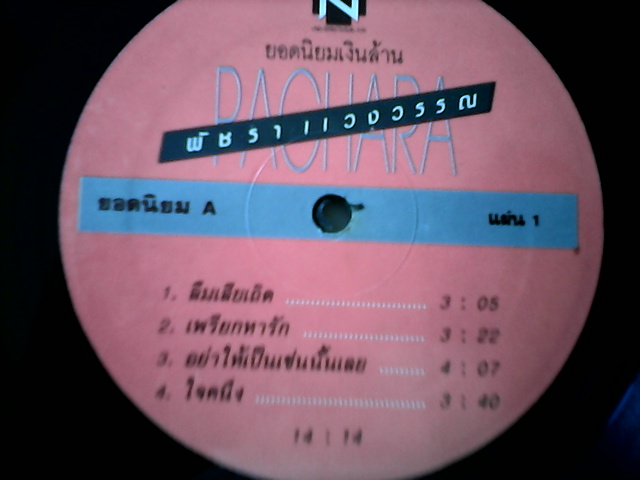 N
ยอดนิยมเงินล้าน
PACHARA
พัชราแวงวรรณ
ยอดนิยม A
แผ่น 1
1. ลืมเสียเถิด 3 : 05
2. เพรียกหารัก 3 : 22
3. อย่าให้เป็นเช่นนั้นเลย 4 : 07
4. ใจคนึง 3 : 40
14 : 14